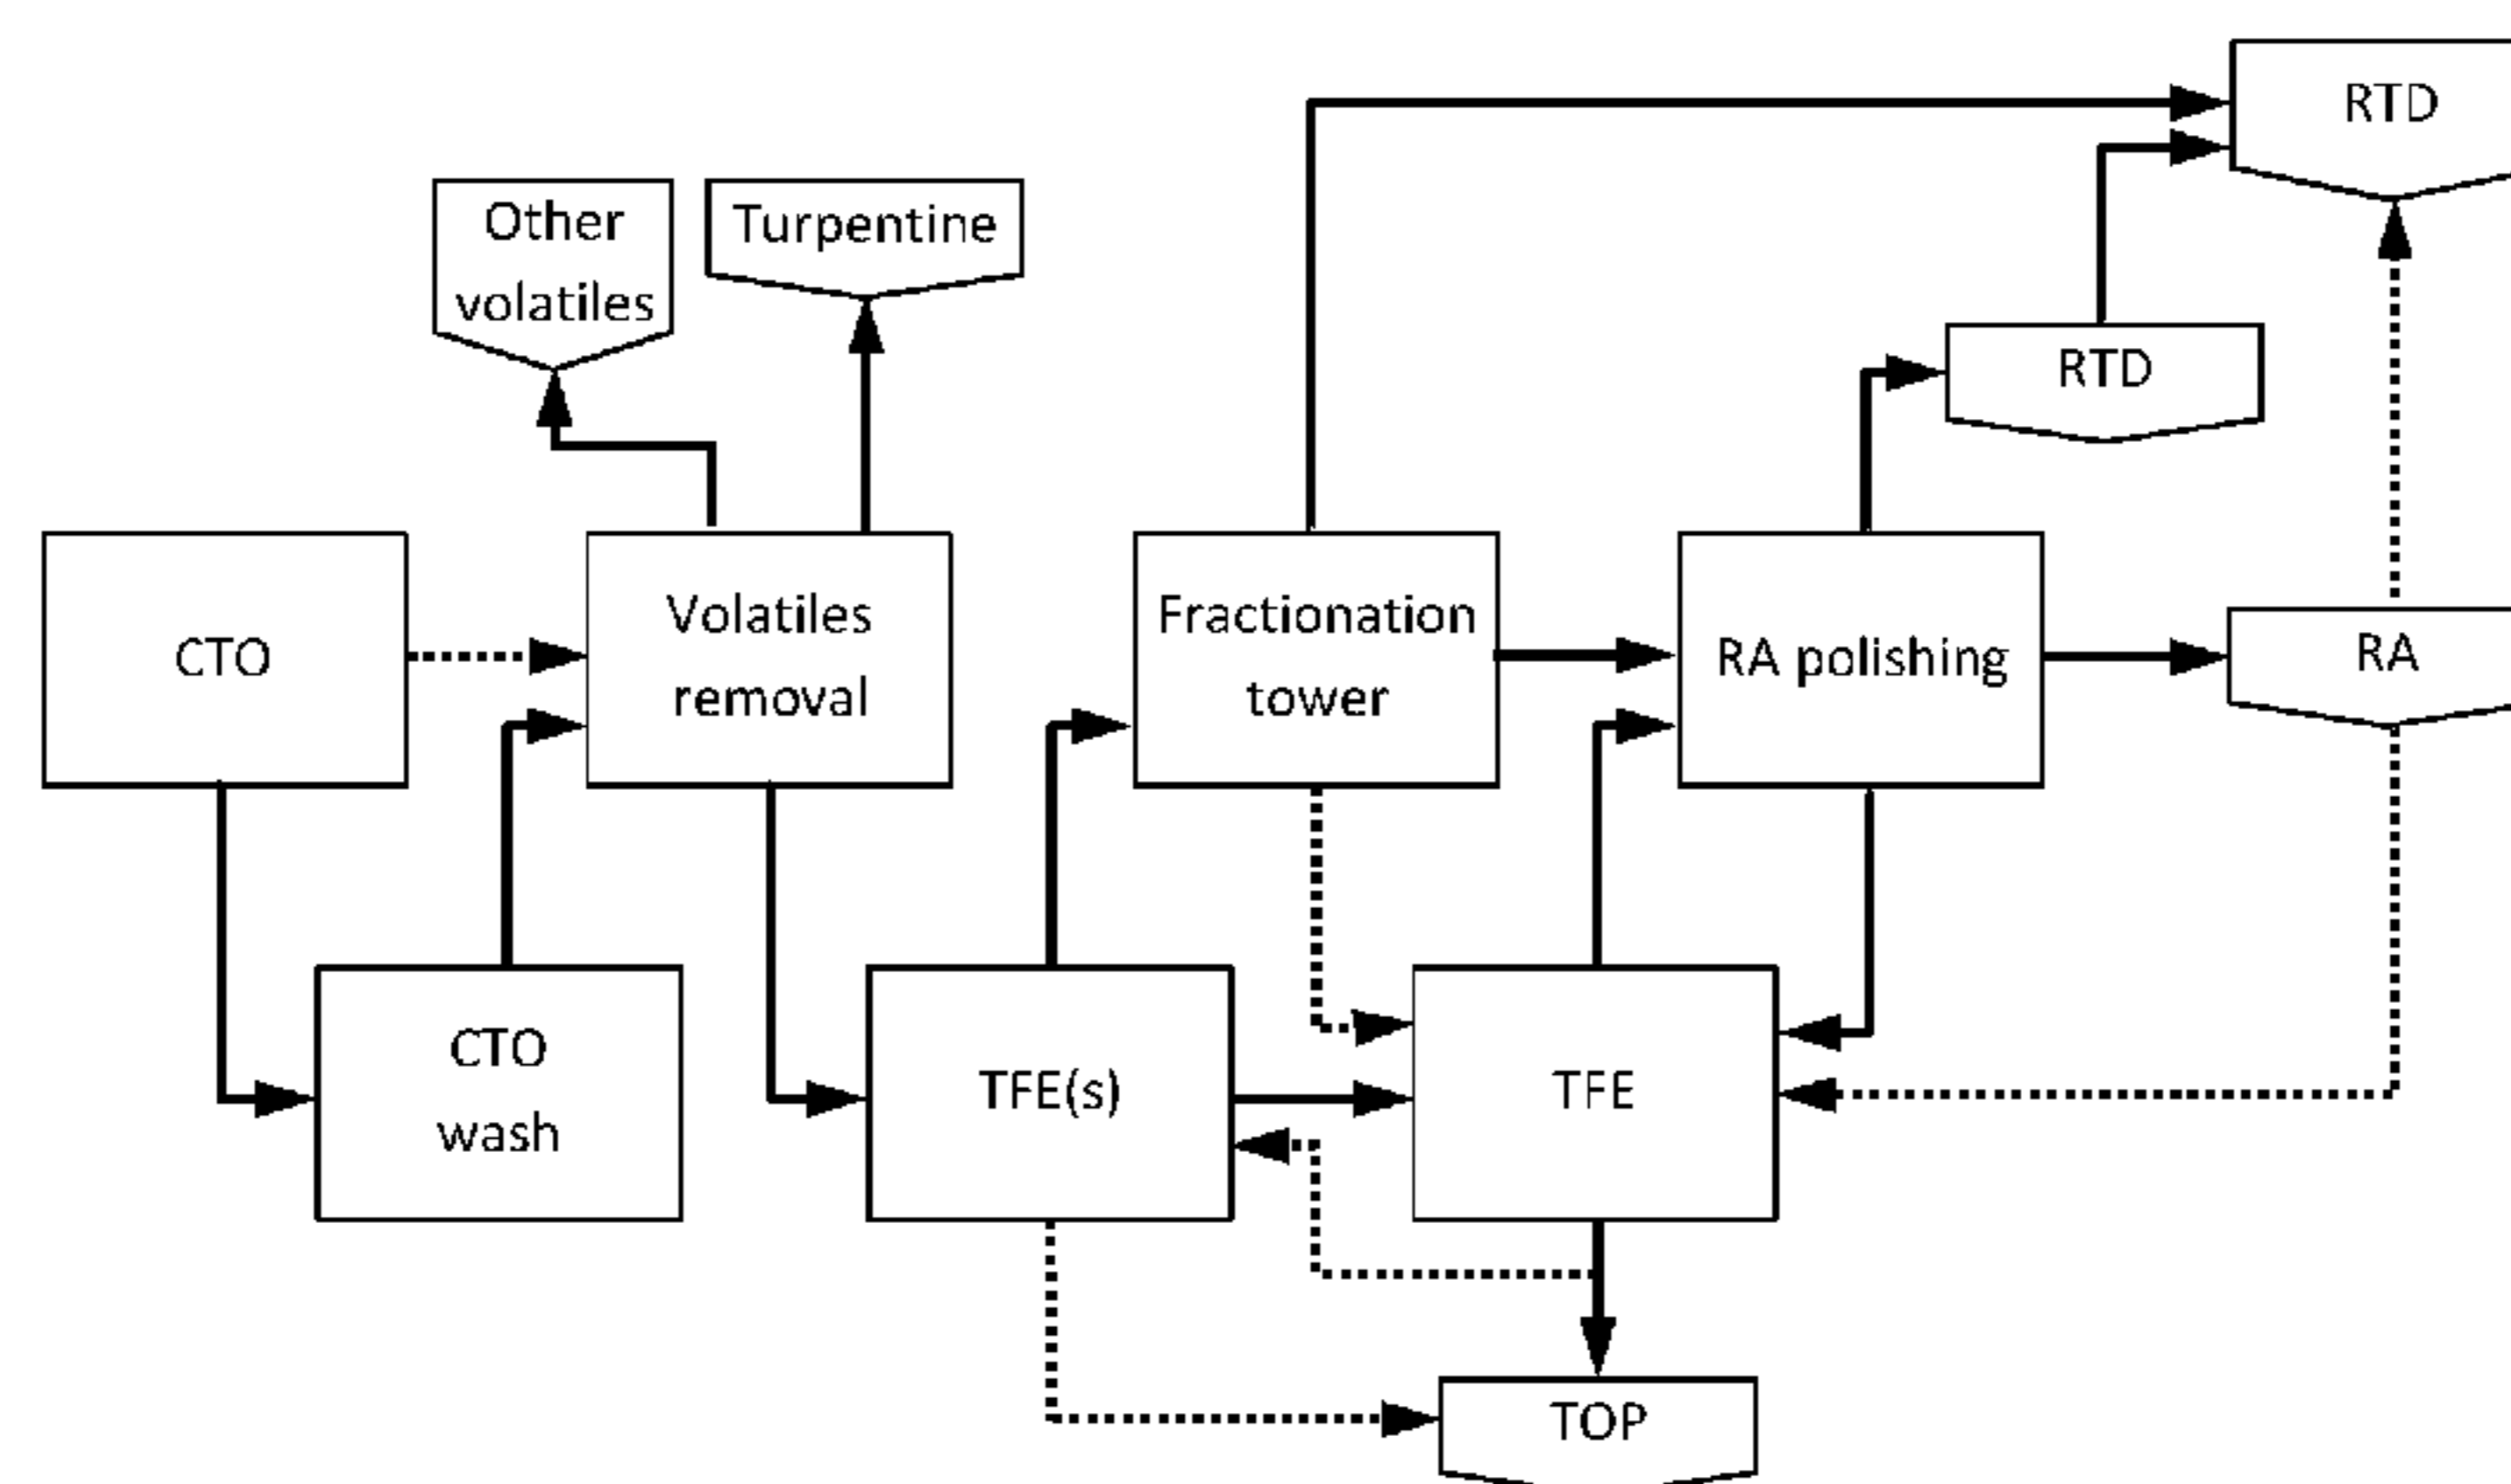 RTD
Other
volatiles
Turpentine
RTD
CTO
Volatiles
removal
Fractionation
tower
RA polishing
RA
CTO
wash
TFE(s)
TFE
TOP